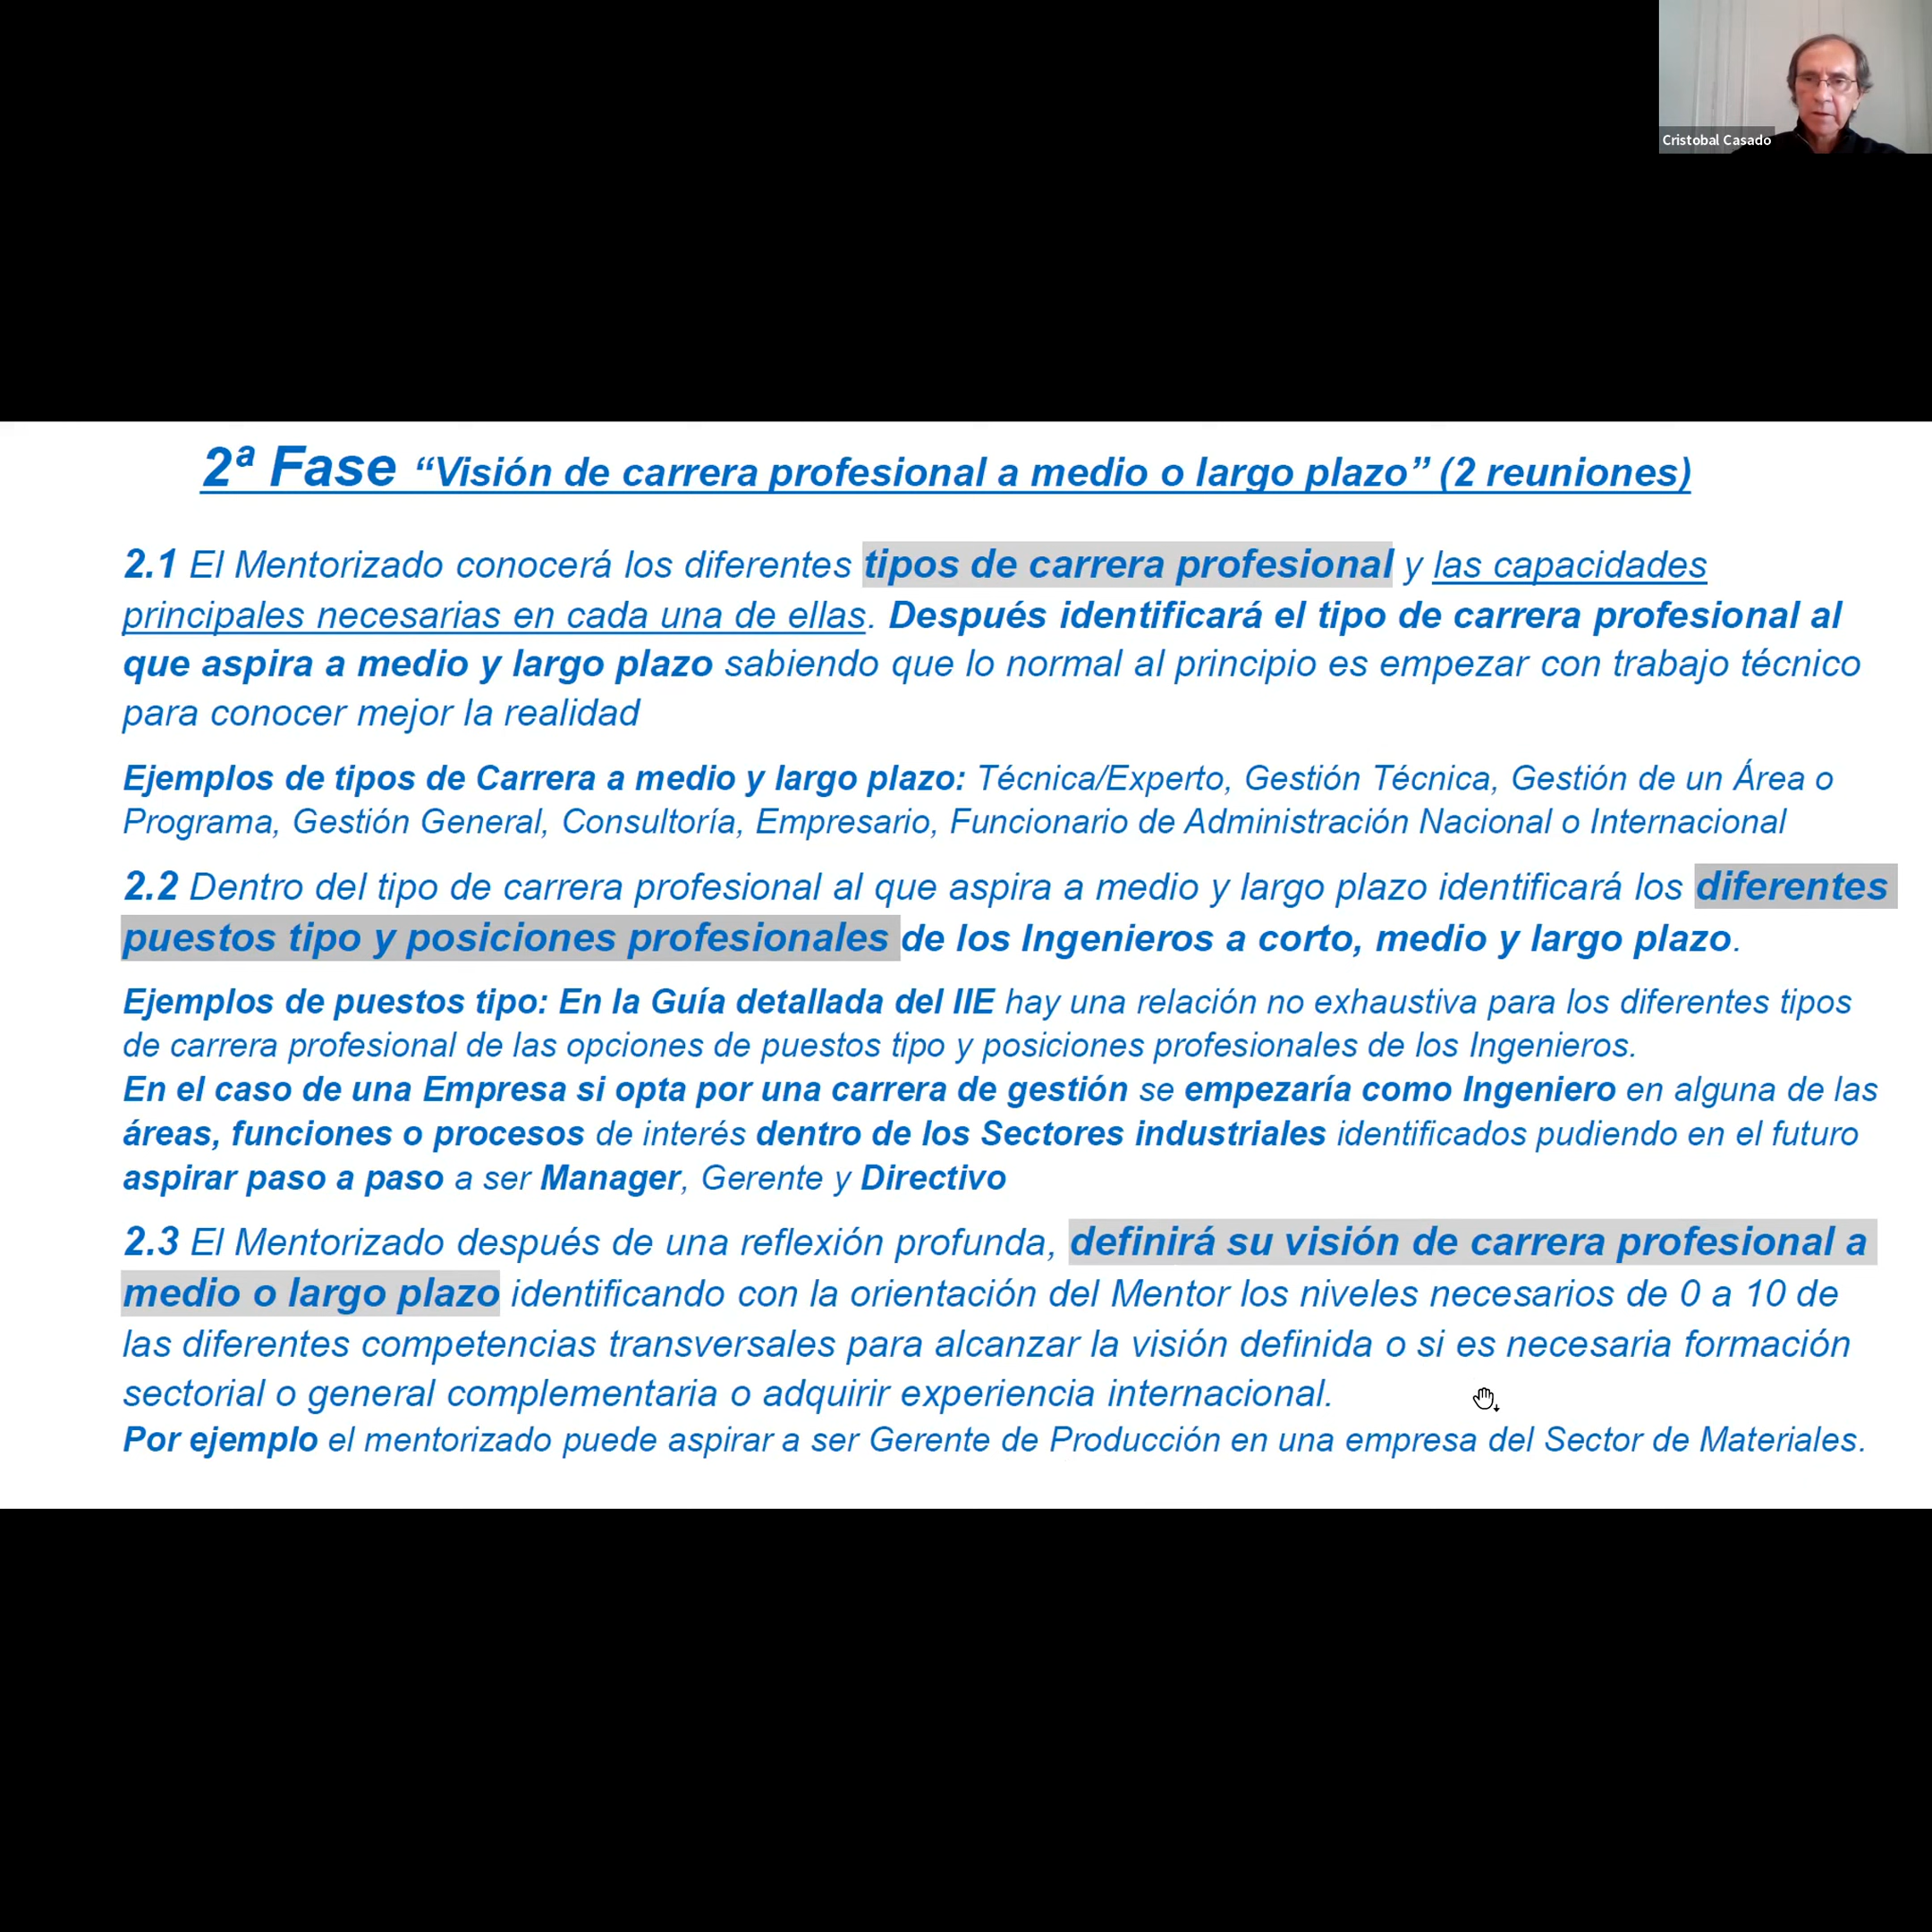 Cristobal Casado
2ª Fase “Visión de carrera profesional a medio o largo plazo” (2 reuniones)
2.1 El Mentorizado conocerá los diferentes tipos de carrera profesional y las capacidades
principales necesarias en cada una de ellas. Después identificará el tipo de carrera profesional al
que aspira a medio y largo plazo sabiendo que lo normal al principio es empezar con trabajo técnico
para conocer mejor la realidad
Ejemplos de tipos de Carrera a medio y largo plazo: Técnica/Experto, Gestión Técnica, Gestión de un Área o
Programa, Gestión General, Consultoría, Empresario, Funcionario de Administración Nacional o Internacional
2.2 Dentro del tipo de carrera profesional al que aspira a medio y largo plazo identificará los diferentes
puestos tipo y posiciones profesionales de los Ingenieros a corto, medio y largo plazo.
Ejemplos de puestos tipo: En la Guía detallada del IIE hay una relación no exhaustiva para los diferentes tipos
de carrera profesional de las opciones de puestos tipo y posiciones profesionales de los Ingenieros.
En el caso de una Empresa si opta por una carrera de gestión se empezaría como Ingeniero en alguna de las
áreas, funciones o procesos de interés dentro de los Sectores industriales identificados pudiendo en el futuro
aspirar paso a paso a ser Manager, Gerente y Directivo
2.3 El Mentorizado después de una reflexión profunda, definirá su visión de carrera profesional a
medio o largo plazo identificando con la orientación del Mentor los niveles necesarios de 0 a 10 de
las diferentes competencias transversales para alcanzar la visión definida o si es necesaria formación
sectorial o general complementaria o adquirir experiencia internacional.
Por ejemplo el mentorizado puede aspirar a ser Gerente de Producción en una empresa del Sector de Materiales.